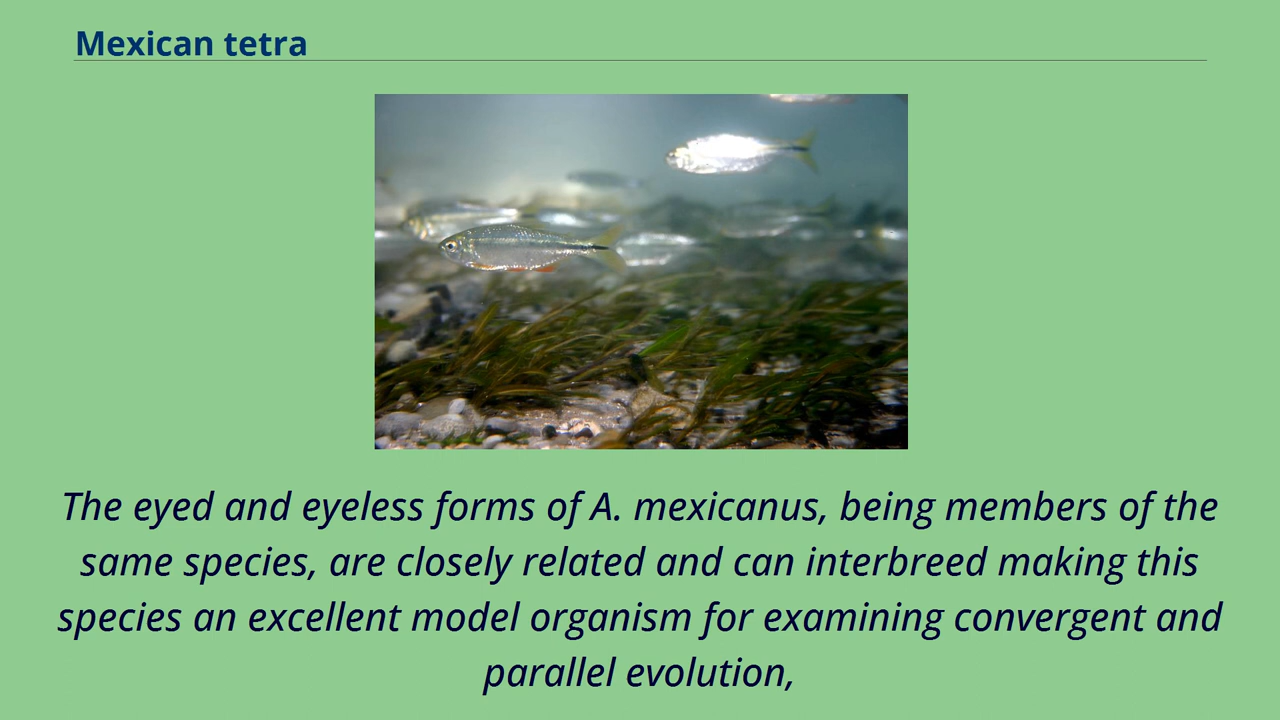 Mexican tetra
The eyed and eyeless forms of A. mexicanus, being members of the
same species, are closely related and can interbreed making this
species an excellent model organism for examining convergent and
parallel evolution,